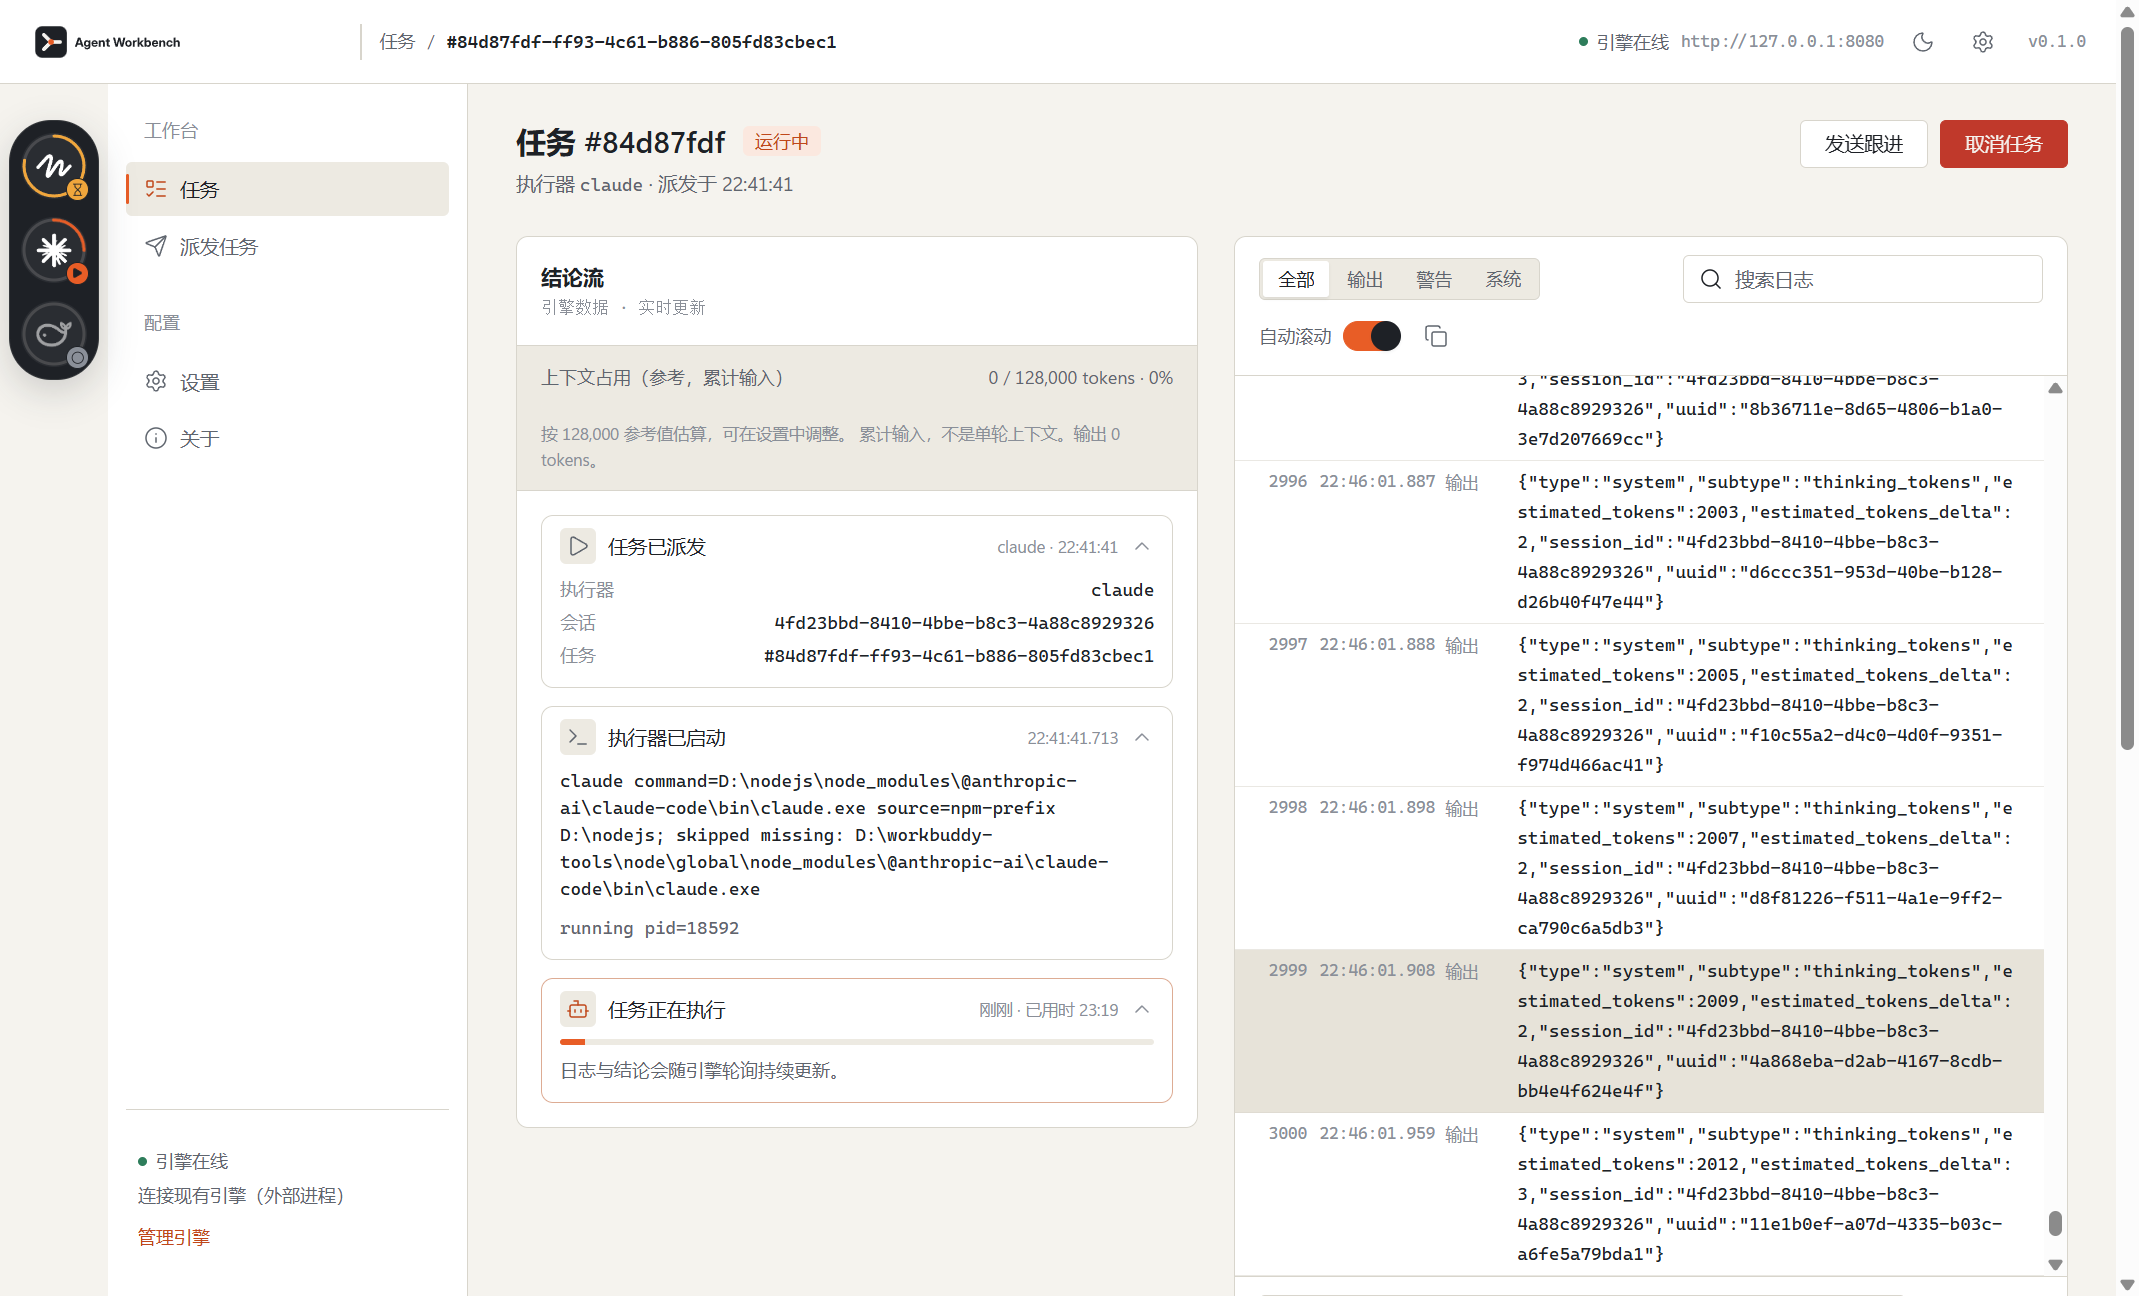 Agent Workbench
任务 / #84d87fdf-ff93-4c61-b886-805fd83cbec1
引擎在线 http://127.0.0.1:8080
v0.1.0
工作台
任务
派发任务
配置
设置
关于
引擎在线
连接现有引擎（外部进程）
管理引擎
任务 #84d87fdf 运行中
执行器 claude · 派发于 22:41:41
发送跟进
取消任务
结论流
引擎数据 · 实时更新
上下文占用（参考，累计输入） 0 / 128,000 tokens · 0%
按 128,000 参考值估算，可在设置中调整。 累计输入，不是单轮上下文。输出 0
tokens。
任务已派发 claude · 22:41:41
执行器 claude
会话 4fd23bbd-8410-4bbe-b8c3-4a88c8929326
任务 #84d87fdf-ff93-4c61-b886-805fd83cbec1
执行器已启动 22:41:41.713
claude command=D:\nodejs\node_modules\@anthropic-
ai\claude-code\bin\claude.exe source=npm-prefix
D:\nodejs; skipped missing: D:\workbuddy-
tools\node\global\node_modules\@anthropic-ai\claude-
code\bin\claude.exe
running pid=18592
任务正在执行 刚刚 · 已用时 23:19
日志与结论会随引擎轮询持续更新。
全部 输出 警告 系统
搜索日志
自动滚动
3,"session_id":"4fd23bbd-8410-4bbe-b8c3-
4a88c8929326","uuid":"8b36711e-8d65-4806-b1a0-
3e7d207669cc"}
2996 22:46:01.887 输出 {"type":"system","subtype":"thinking_tokens","e
stimated_tokens":2003,"estimated_tokens_delta":
2,"session_id":"4fd23bbd-8410-4bbe-b8c3-
4a88c8929326","uuid":"d6ccc351-953d-40be-b128-
d26b40f47e44"}
2997 22:46:01.888 输出 {"type":"system","subtype":"thinking_tokens","e
stimated_tokens":2005,"estimated_tokens_delta":
2,"session_id":"4fd23bbd-8410-4bbe-b8c3-
4a88c8929326","uuid":"f10c55a2-d4c0-4d0f-9351-
f974d466ac41"}
2998 22:46:01.898 输出 {"type":"system","subtype":"thinking_tokens","e
stimated_tokens":2007,"estimated_tokens_delta":
2,"session_id":"4fd23bbd-8410-4bbe-b8c3-
4a88c8929326","uuid":"d8f81226-f511-4a1e-9ff2-
ca790c6a5db3"}
2999 22:46:01.908 输出 {"type":"system","subtype":"thinking_tokens","e
stimated_tokens":2009,"estimated_tokens_delta":
2,"session_id":"4fd23bbd-8410-4bbe-b8c3-
4a88c8929326","uuid":"4a868eba-d2ab-4167-8cdb-
bb4e4f624e4f"}
3000 22:46:01.959 输出 {"type":"system","subtype":"thinking_tokens","e
stimated_tokens":2012,"estimated_tokens_delta":
3,"session_id":"4fd23bbd-8410-4bbe-b8c3-
4a88c8929326","uuid":"11e1b0ef-a07d-4335-b03c-
a6fe5a79bda1"}